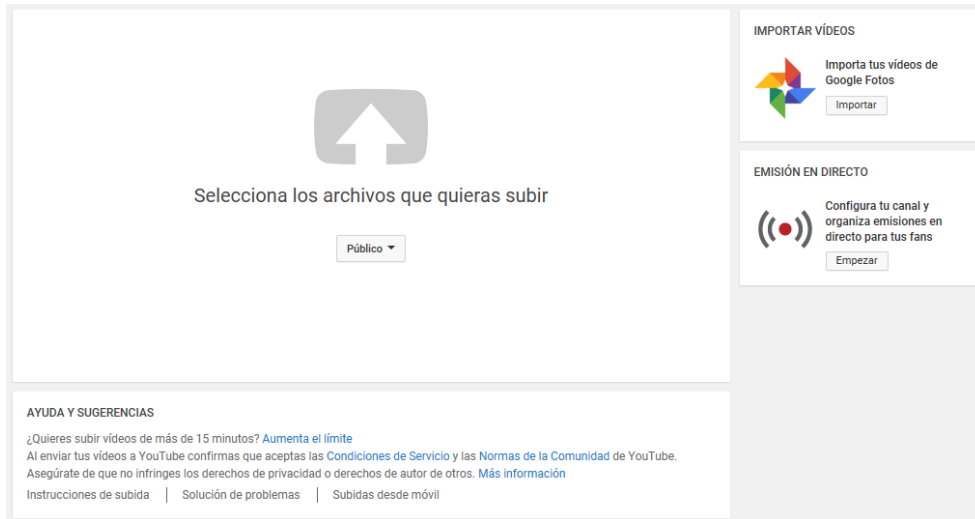 Selecciona los archivos que quieras subir
Público
IMPORTAR VÍDEOS
Importa tus vídeos de
Google Fotos
Importar
EMISIÓN EN DIRECTO
Configura tu canal y
organiza emisiones en
directo para tus fans
Empezar
AYUDA Y SUGERENCIAS
¿Quieres subir vídeos de más de 15 minutos? Aumenta el límite
Al enviar tus vídeos a YouTube confirmas que aceptas las Condiciones de Servicio y las Normas de la Comunidad de YouTube.
Asegúrate de que no infringes los derechos de privacidad o derechos de autor de otros. Más información
Instrucciones de subida | Solución de problemas | Subidas desde móvil